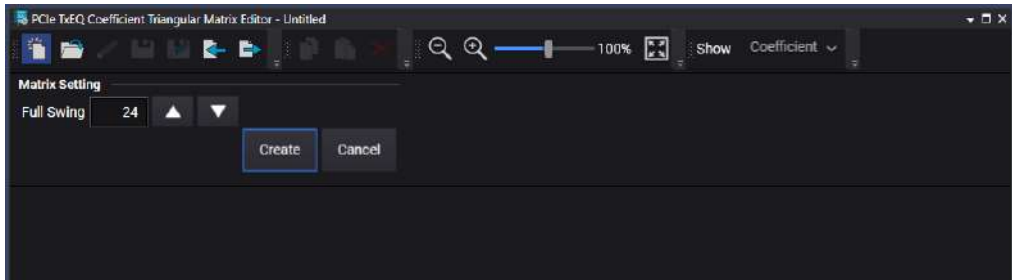 PCIe TxEQ Coefficient Triangular Matrix Editor - Untitled
100% Show Coefficient
Matrix Setting
Full Swing 24
Create Cancel